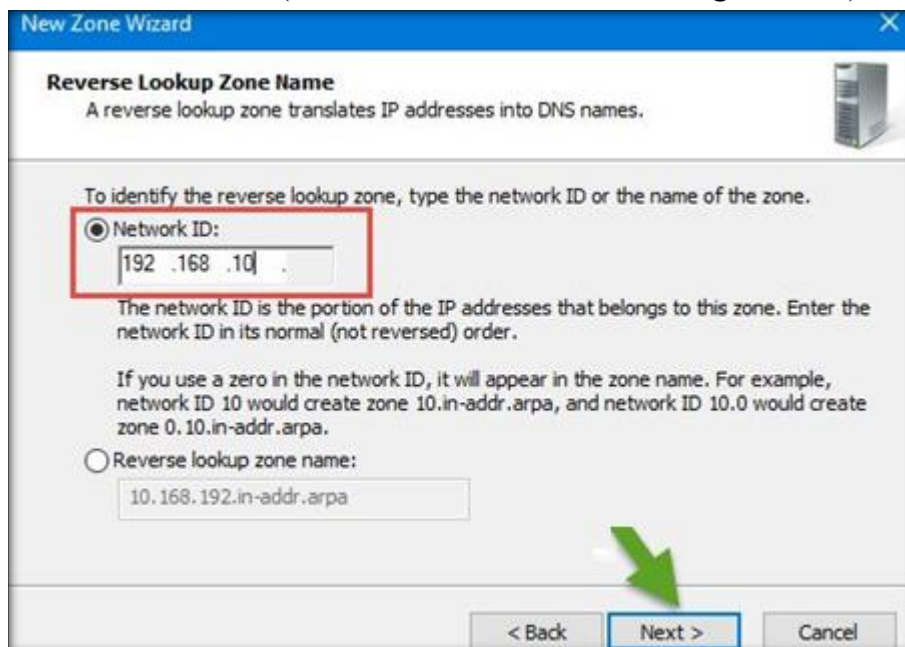 New Zone Wizard
Reverse Lookup Zone Name
A reverse lookup zone translates IP addresses into DNS names.
To identify the reverse lookup zone, type the network ID or the name of the zone.
Network ID:
192 .168 .10 .
The network ID is the portion of the IP addresses that belongs to this zone. Enter the
network ID in its normal (not reversed) order.
If you use a zero in the network ID, it will appear in the zone name. For example,
network ID 10 would create zone 10.in-addr.arpa, and network ID 10.0 would create
zone 0.10.in-addr.arpa.
Reverse lookup zone name:
10.168.192.in-addr.arpa
< Back Next > Cancel